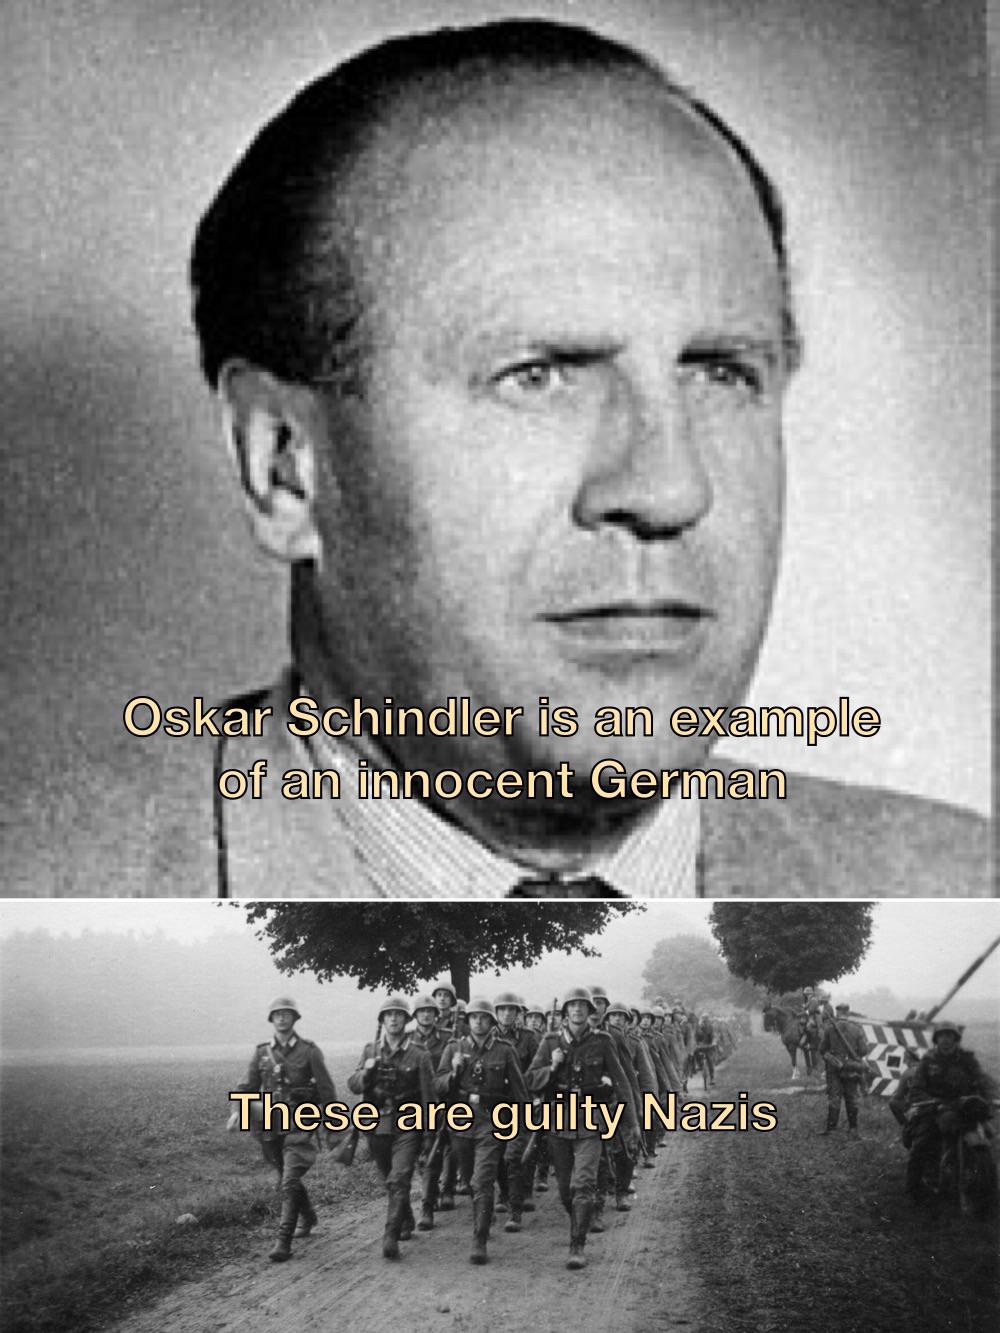 Oskar Schindler is an example
of an innocent German
These are guilty Nazis